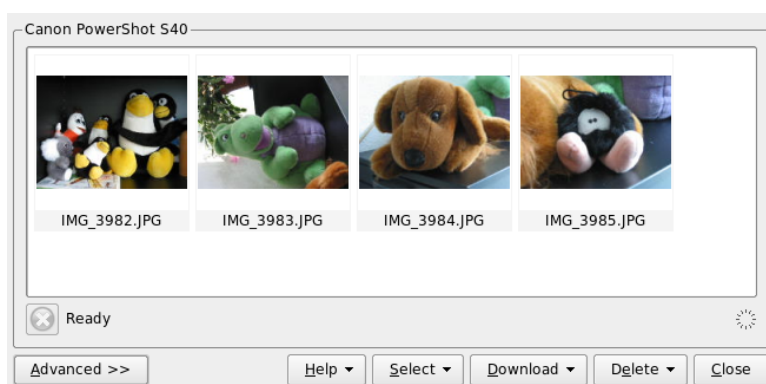 Canon PowerShot S40
IMG_3982.JPG IMG_3983.JPG IMG_3984.JPG IMG_3985.JPG
Ready
Advanced >> Help Select Download Delete Close